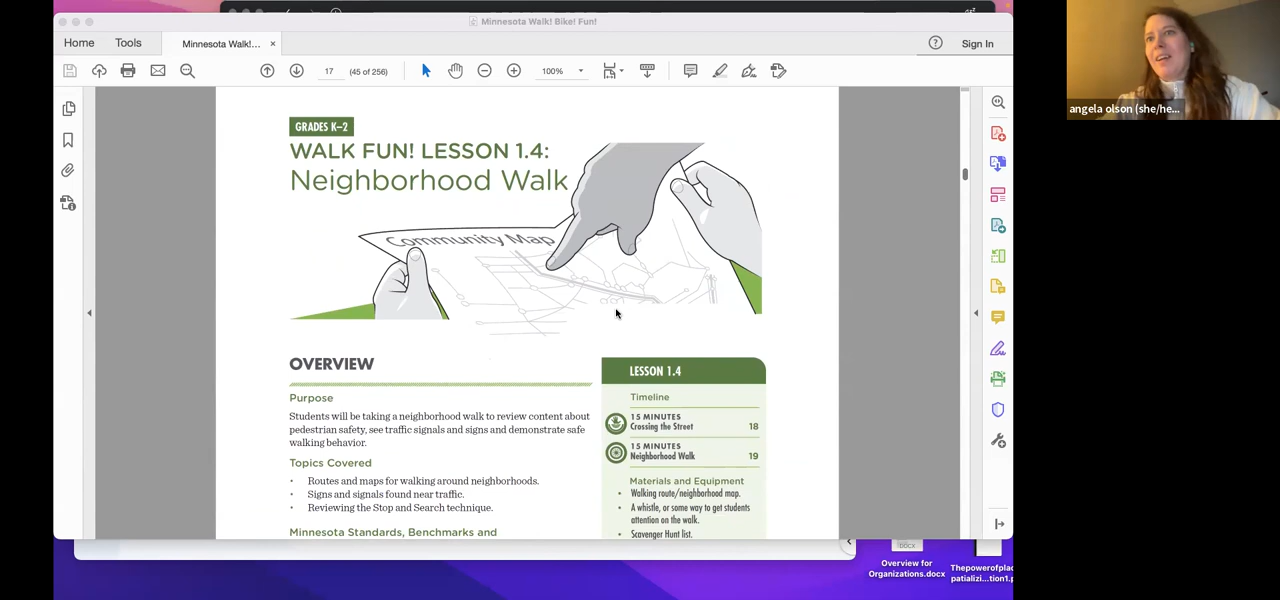 Minnesota Walk! Bike! Fun!
Home
Tools
Minnesota Walk!...
Sign In
17
(45 of 256)
100%
angela olson (she/he...
GRADES K–2
WALK FUN! LESSON 1.4:
Neighborhood Walk
Community Map
OVERVIEW
Purpose
Students will be taking a neighborhood walk to review content about
pedestrian safety, see traffic signals and signs and demonstrate safe
walking behavior.
Topics Covered
• Routes and maps for walking around neighborhoods.
• Signs and signals found near traffic.
• Reviewing the Stop and Search technique.
Minnesota Standards, Benchmarks and
LESSON 1.4
Timeline
15 MINUTES
Crossing the Street 18
15 MINUTES
Neighborhood Walk 19
Materials and Equipment
• Walking route/neighborhood map.
• A whistle, or some way to get students
attention on the walk.
• Scavenger Hunt list.
DOCX
Overview for
Organizations.docx
Thepowerofplac